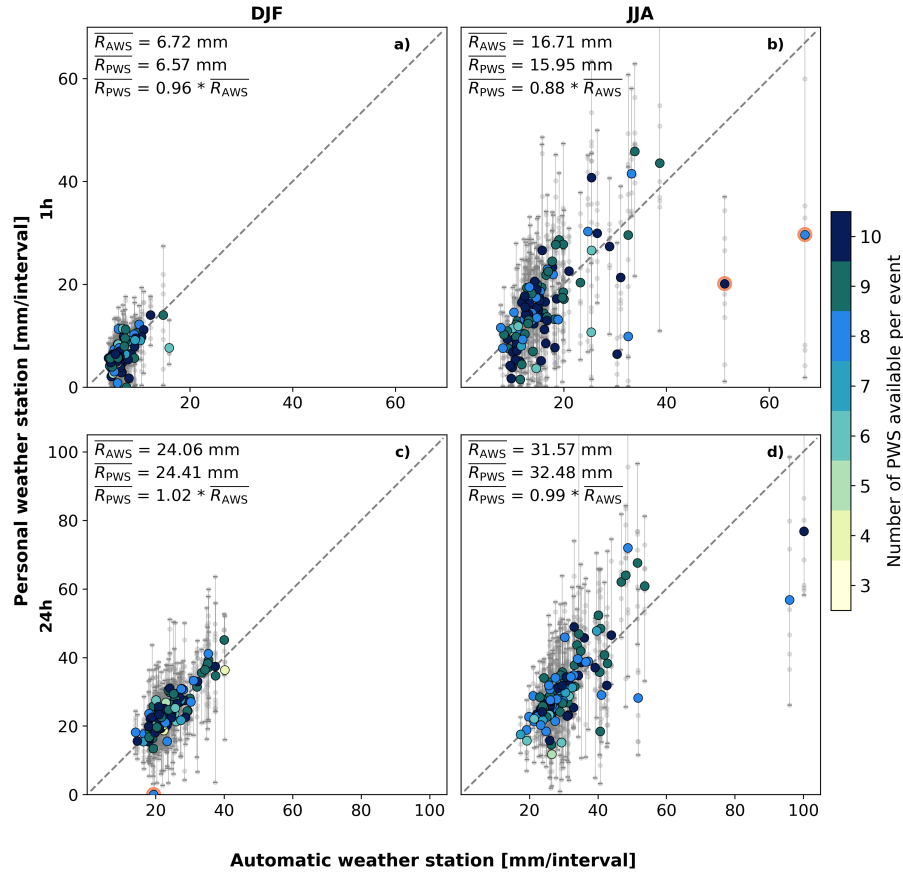 DJF
JJA
R_AWS = 6.72 mm
R_PWS = 6.57 mm
R_PWS = 0.96 * R_AWS
a)
R_AWS = 16.71 mm
R_PWS = 15.95 mm
R_PWS = 0.88 * R_AWS
b)
60
40
20
0
20
40
60
20
40
60
R_AWS = 24.06 mm
R_PWS = 24.41 mm
R_PWS = 1.02 * R_AWS
c)
R_AWS = 31.57 mm
R_PWS = 32.48 mm
R_PWS = 0.99 * R_AWS
d)
100
80
60
40
20
0
20
40
60
80
100
20
40
60
80
100
Personal weather station [mm/interval]
1h
24h
Automatic weather station [mm/interval]
10
9
8
7
6
5
4
3
Number of PWS available per event